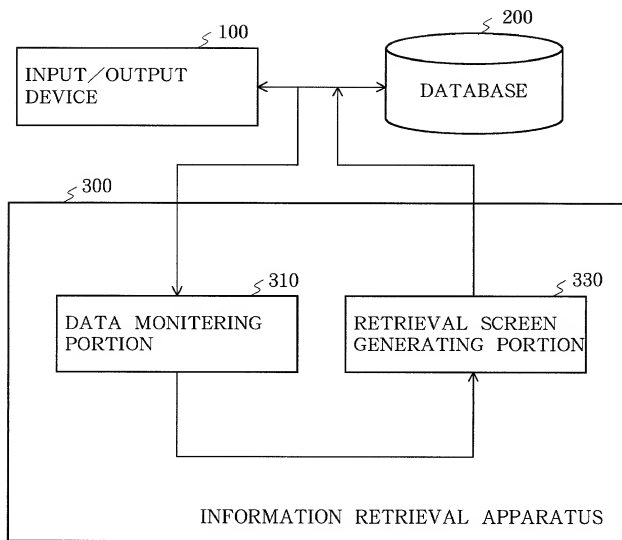 100
200
INPUT／OUTPUT
DEVICE
DATABASE
300
310
330
DATA MONITERING
PORTION
RETRIEVAL SCREEN
GENERATING PORTION
INFORMATION RETRIEVAL APPARATUS